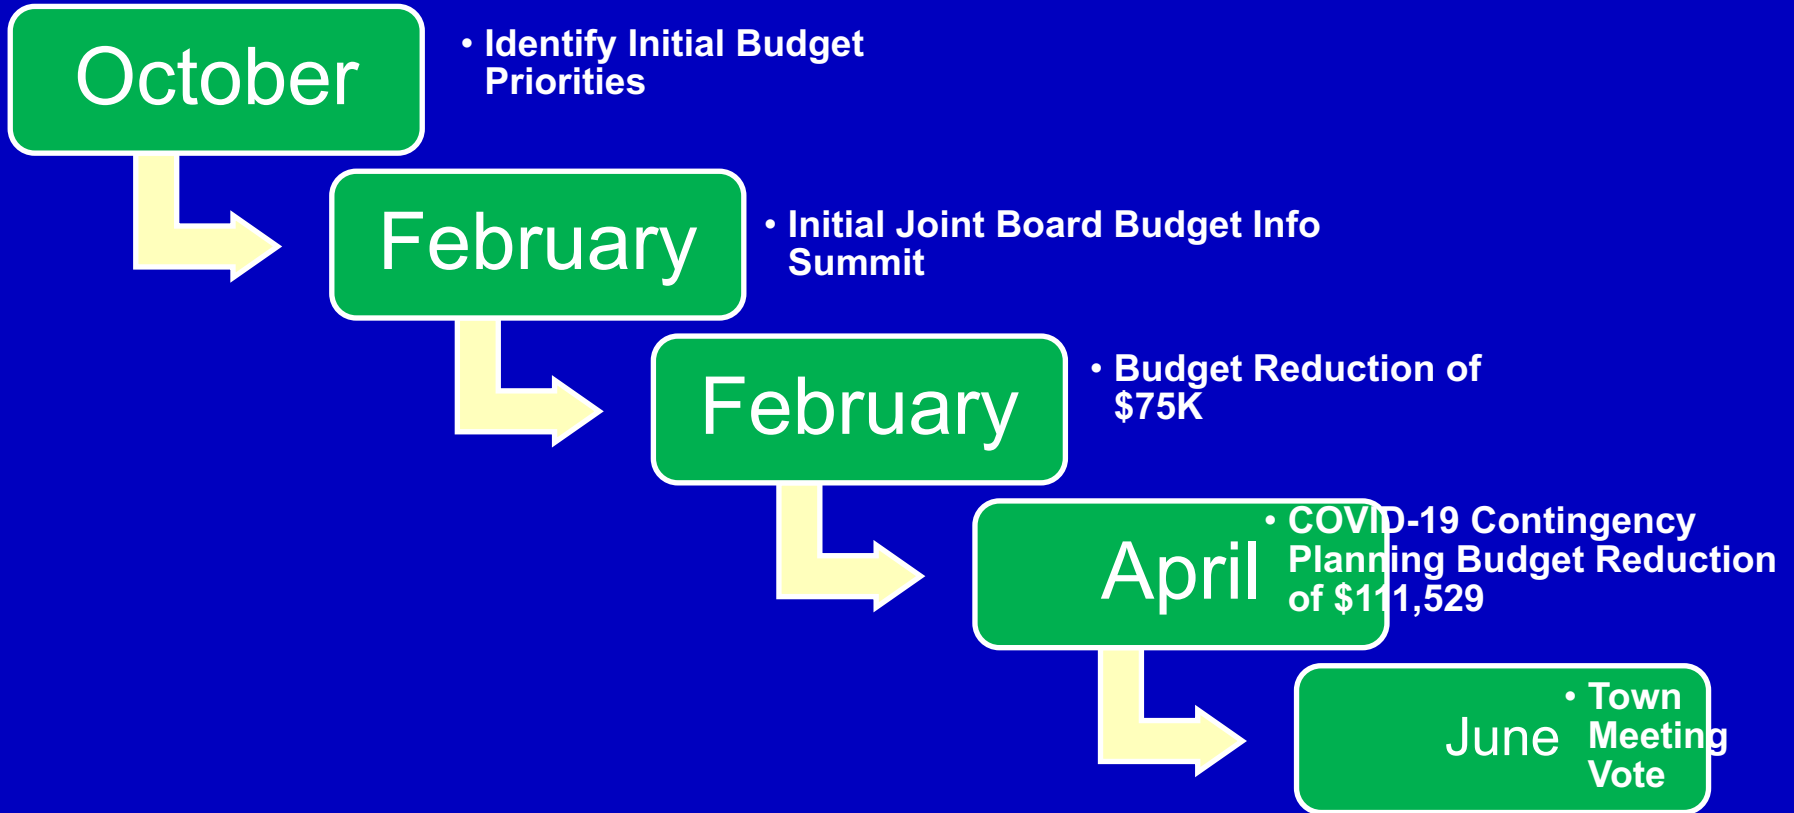 October
• Identify Initial Budget
Priorities
February
• Initial Joint Board Budget Info
Summit
February
• Budget Reduction of
$75K
April
• COVID-19 Contingency
Planning Budget Reduction
of $111,529
June
• Town
Meeting
Vote